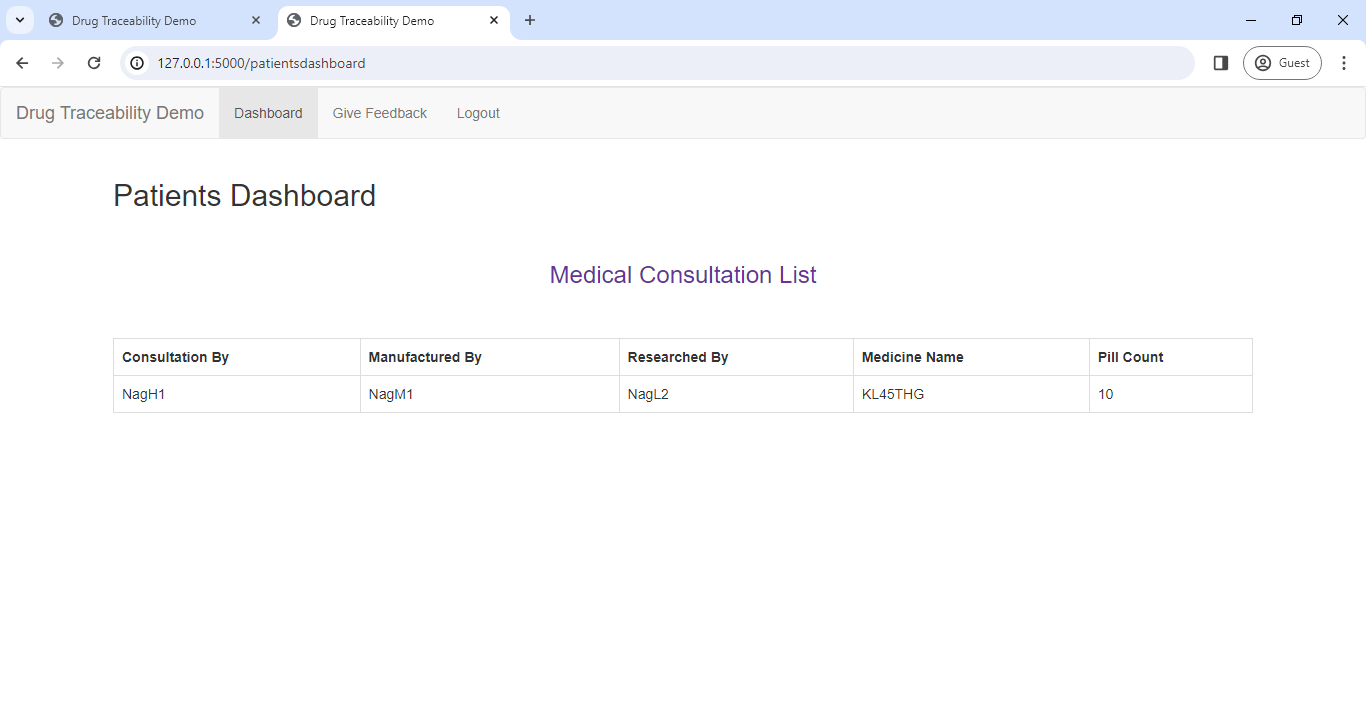 Drug Traceability Demo Drug Traceability Demo
127.0.0.1:5000/patientsdashboard Guest
Drug Traceability Demo Dashboard Give Feedback Logout
Patients Dashboard
Medical Consultation List
Consultation By Manufactured By Researched By Medicine Name Pill Count
NagH1 NagM1 NagL2 KL45THG 10